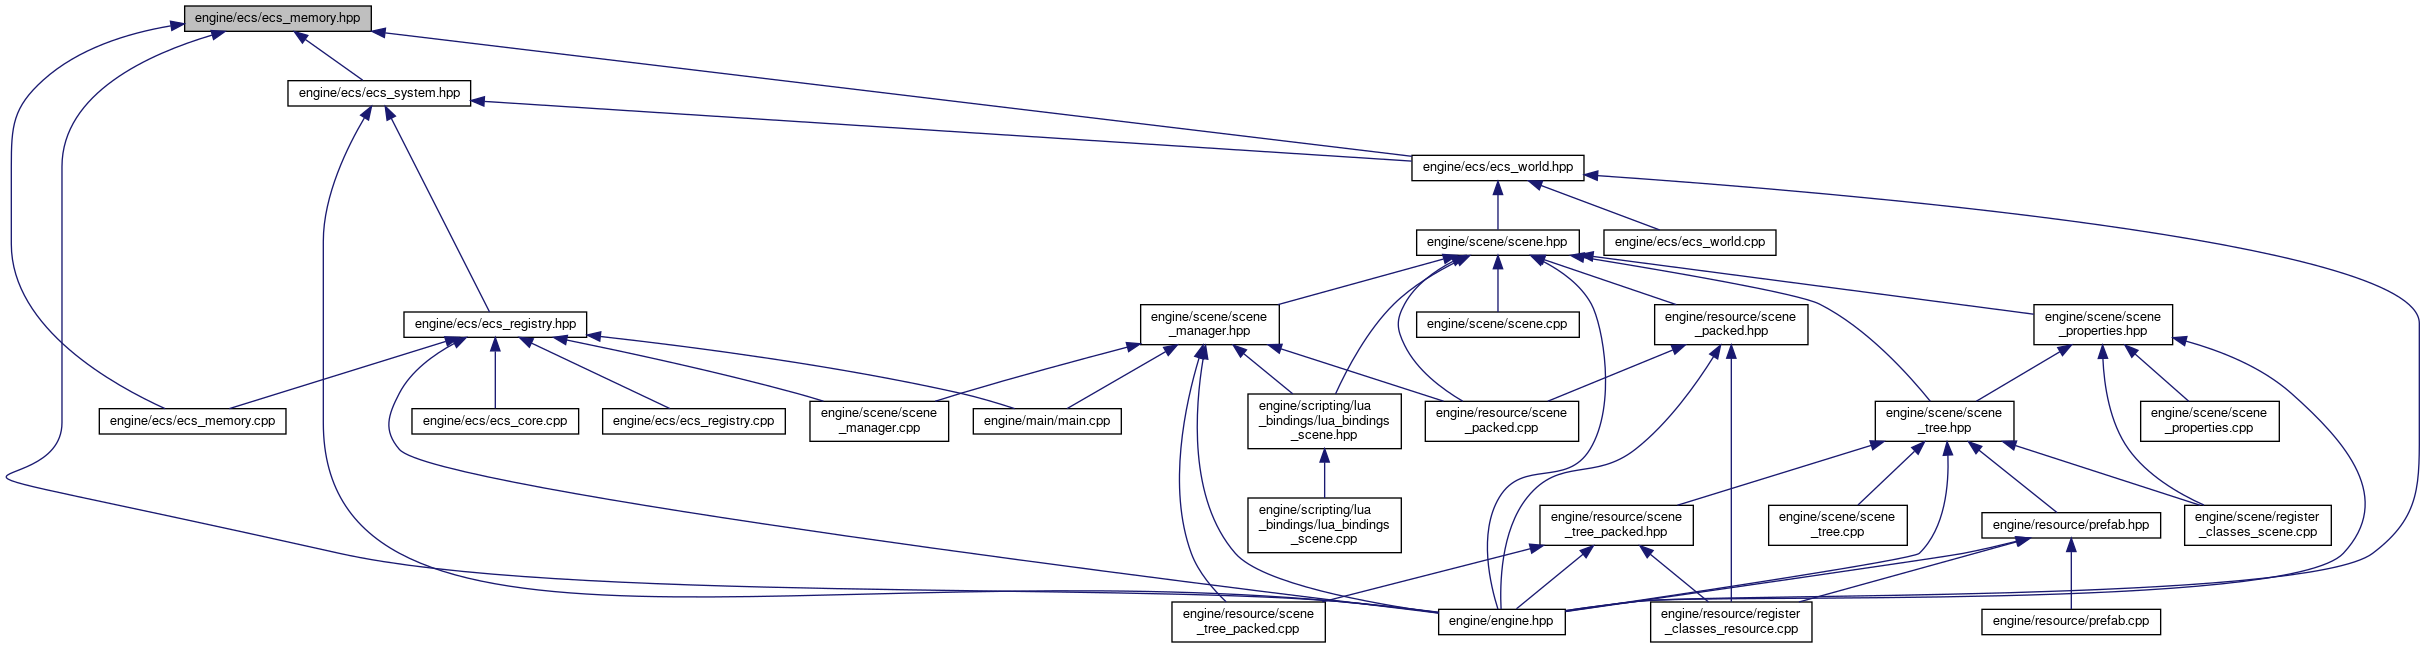 engine/ecs/ecs_memory.hpp
engine/ecs/ecs_system.hpp
engine/ecs/ecs_world.hpp
engine/scene/scene.hpp
engine/ecs/ecs_world.cpp
engine/ecs/ecs_registry.hpp
engine/scene/scene
_manager.hpp
engine/scene/scene.cpp
engine/resource/scene
_packed.hpp
engine/scene/scene
_properties.hpp
engine/ecs/ecs_memory.cpp
engine/ecs/ecs_core.cpp
engine/ecs/ecs_registry.cpp
engine/scene/scene
_manager.cpp
engine/main/main.cpp
engine/scripting/lua
_bindings/lua_bindings
_scene.hpp
engine/resource/scene
_packed.cpp
engine/scene/scene
_tree.hpp
engine/scene/scene
_properties.cpp
engine/scripting/lua
_bindings/lua_bindings
_scene.cpp
engine/resource/scene
_tree_packed.hpp
engine/scene/scene
_tree.cpp
engine/resource/prefab.hpp
engine/scene/register
_classes_scene.cpp
engine/resource/scene
_tree_packed.cpp
engine/engine.hpp
engine/resource/register
_classes_resource.cpp
engine/resource/prefab.cpp